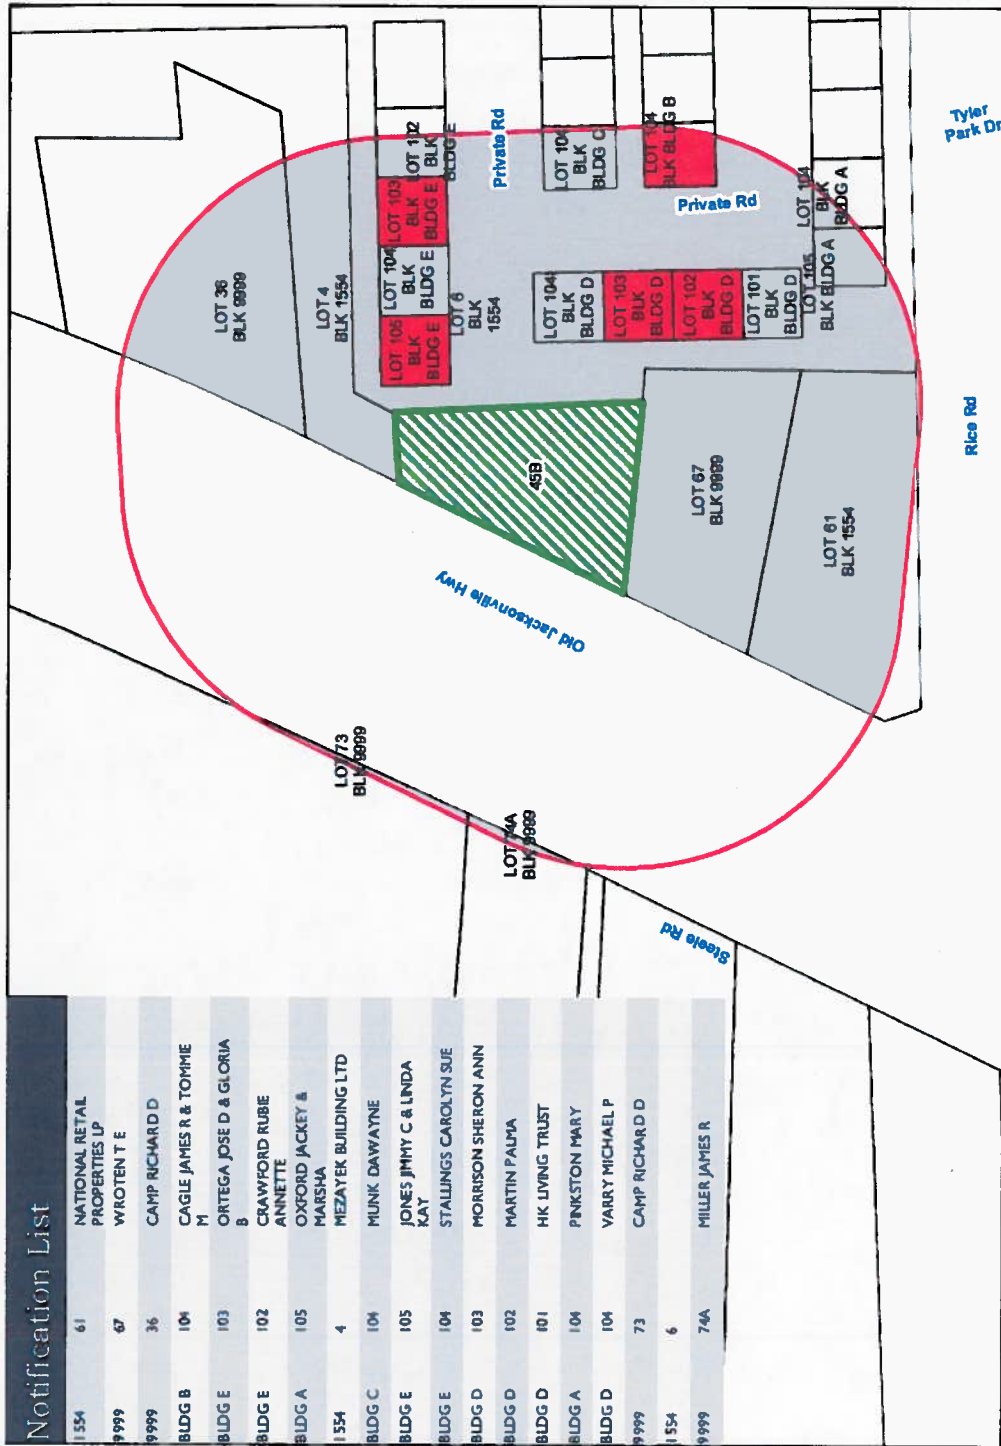 Notification List
1554 61 NATIONAL RETAIL
PROPERTIES LP
9999 67 WROTEN T E
9999 36 CAMP RICHARD D
BLDG B 104 CAGLE JAMES R & TOMMIE
M
BLDG E 103 ORTEGA JOSE D & GLORIA
B
BLDG E 102 CRAWFORD RUBIE
ANNETTE
BLDG A 105 OXFORD JACKEY &
MARSHA
1554 4 MEZAYEK BUILDING LTD
BLDG C 104 MUNK DAWAYNE
BLDG E 105 JONES JIMMY C & LINDA
KAY
BLDG E 104 STALLINGS CAROLYN SUE
BLDG D 103 MORRISON SHERON ANN
BLDG D 102 MARTIN PALMA
BLDG D 101 HK LIVING TRUST
BLDG A 104 PINKSTON MARY
BLDG D 104 VARY MICHAEL P
9999 73 CAMP RICHARD D
1554 6
9999 74A MILLER JAMES R
LOT 36
BLK 9999
LOT 4
BLK 1554
LOT 102
BLK
BLDG E
LOT 103
BLK
BLDG E
LOT 104
BLK
BLDG E
LOT 105
BLK
BLDG E
LOT 6
BLK
1554
Private Rd
LOT 104
BLK
BLDG C
LOT 104
BLK BLDG B
Private Rd
LOT 104
BLK
BLDG D
LOT 103
BLK
BLDG D
LOT 102
BLK
BLDG D
LOT 101
BLK
BLDG D
LOT 104
BLK
BLDG A
LOT 105
BLK BLDG A
Tyler
Park Dr
45B
LOT 67
BLK 9999
LOT 61
BLK 1554
Rice Rd
Old Jacksonville Hwy
LOT 73
BLK 9999
LOT 74A
BLK 9999
Steele Rd